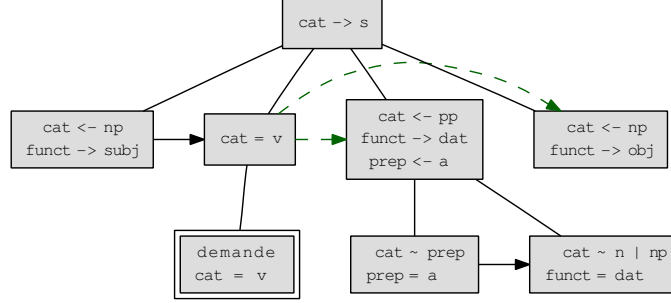 cat -> s
cat <- np
funct -> subj
cat = v
cat <- pp
funct -> dat
prep <- a
cat <- np
funct -> obj
demande
cat = v
cat ~ prep
prep = a
cat ~ n | np
funct = dat